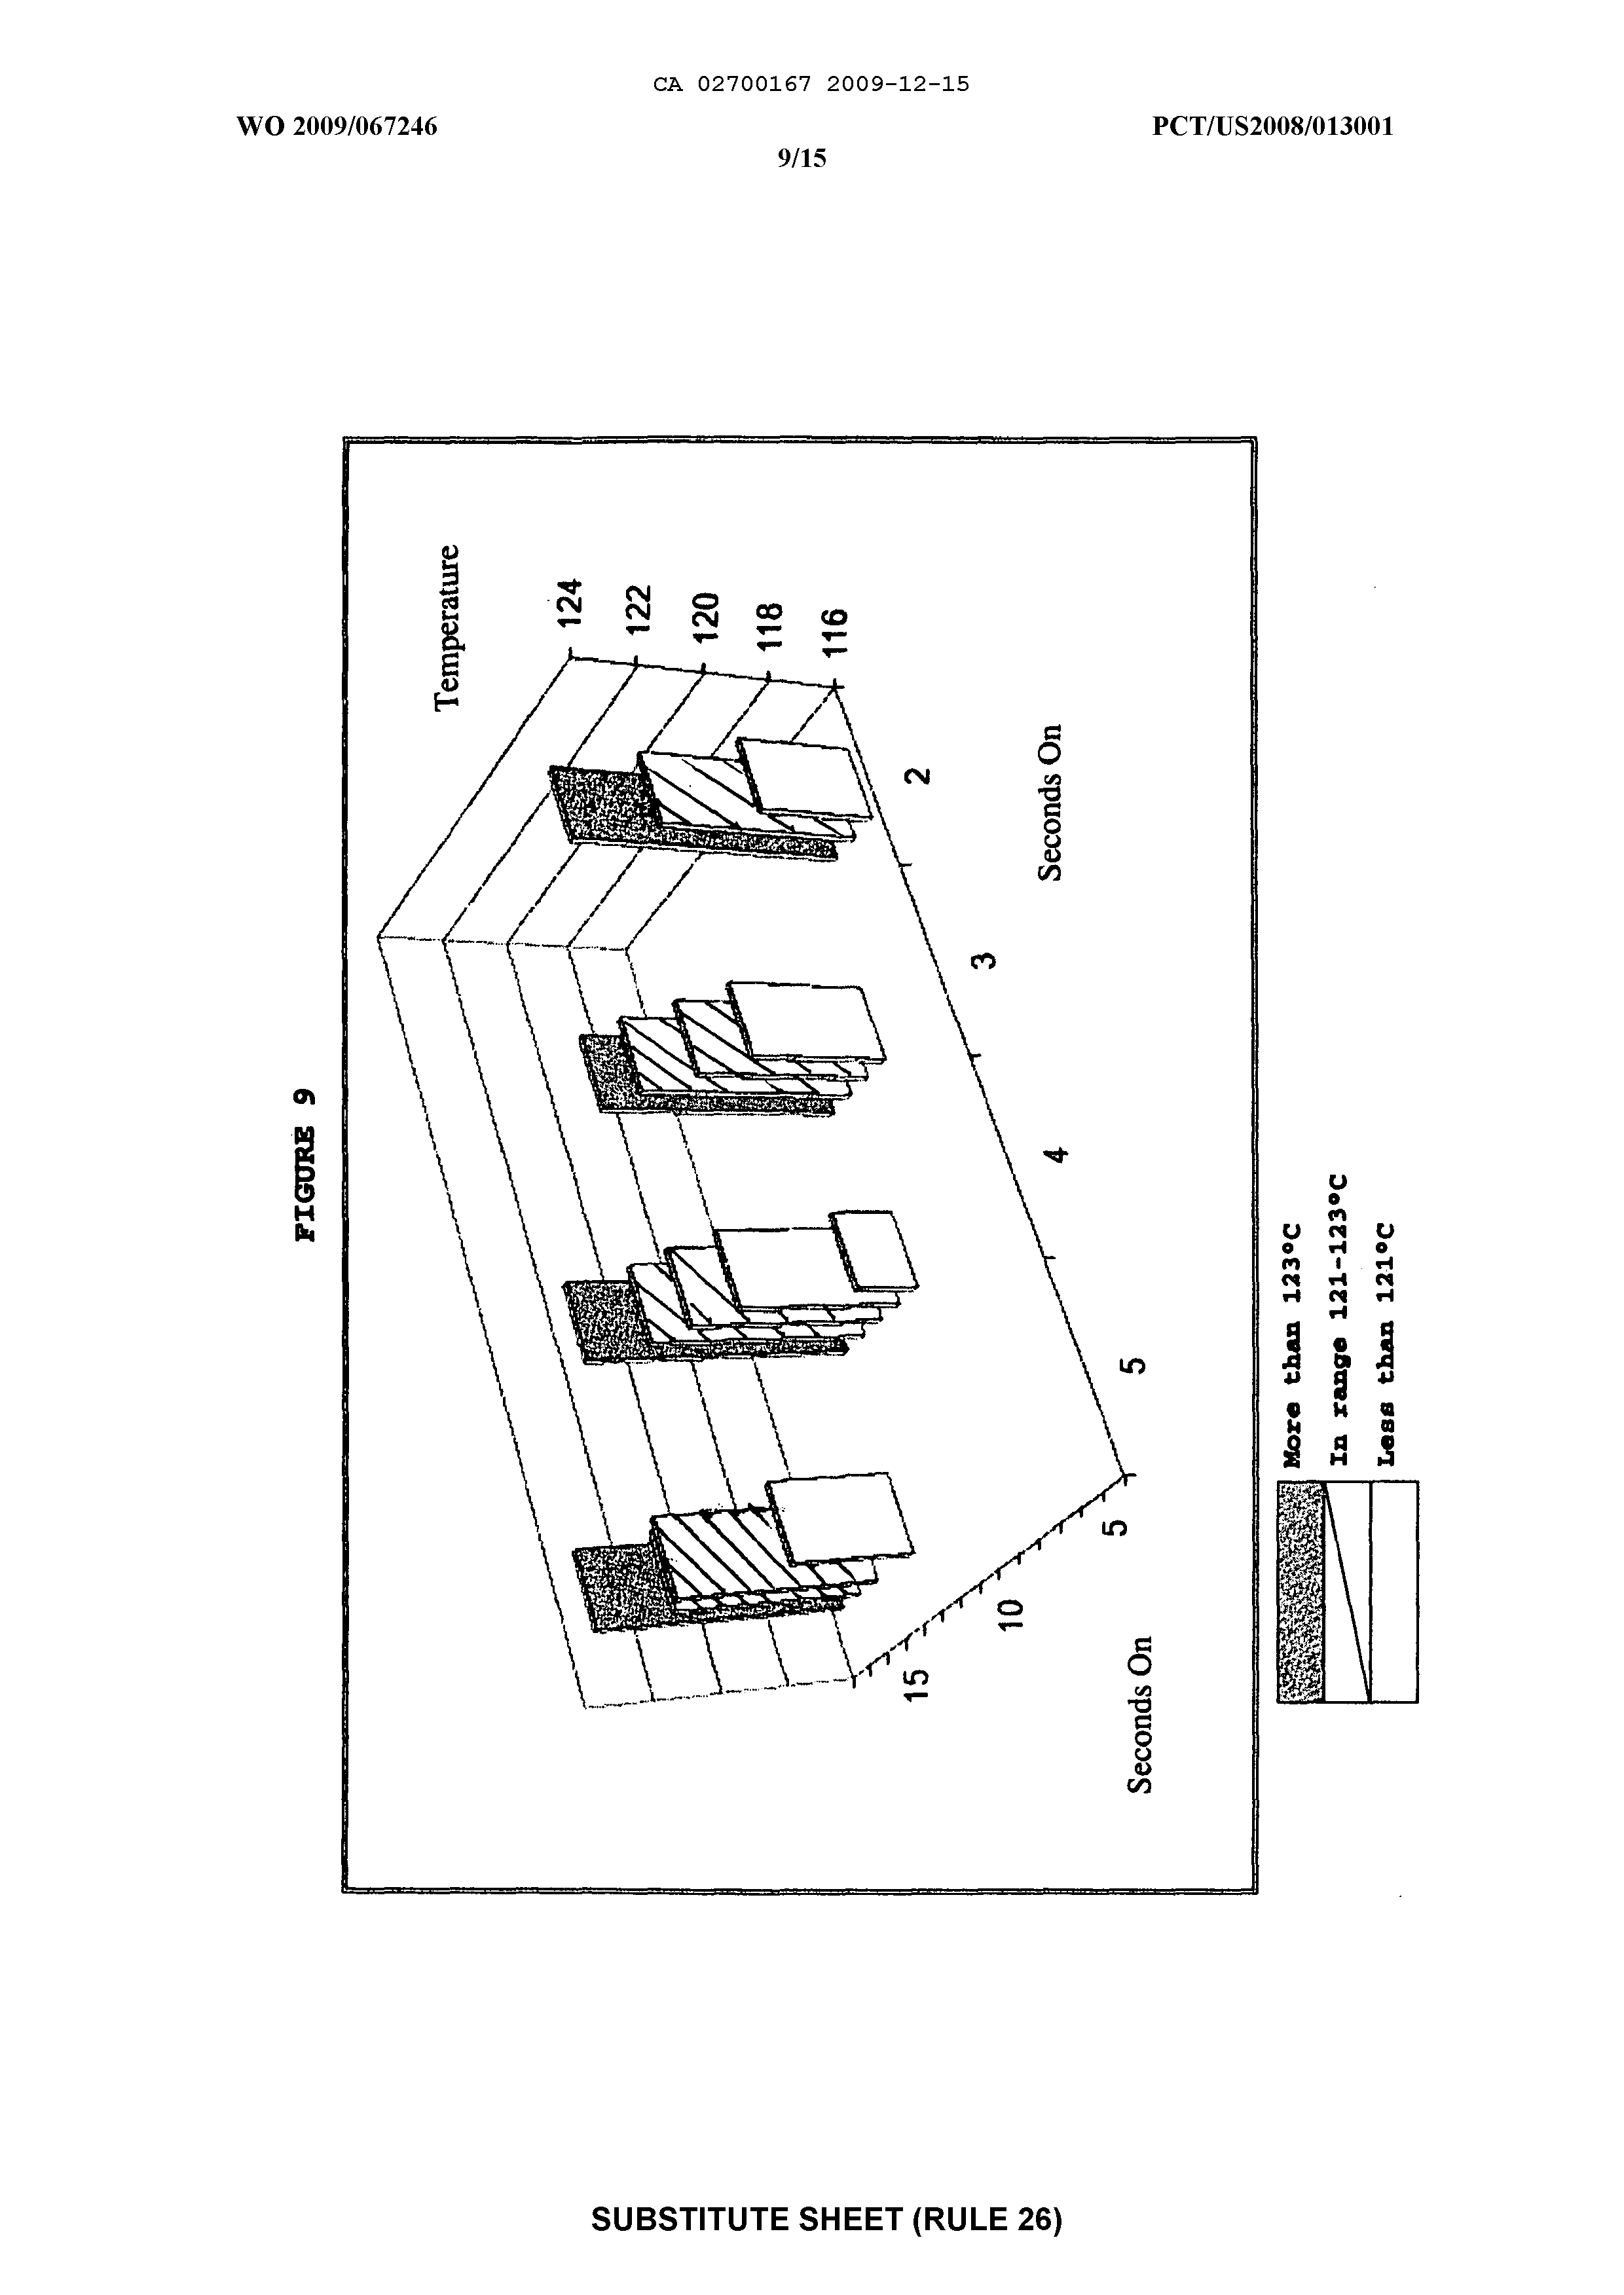 CA 02700167 2009-12-15
WO 2009/067246
PCT/US2008/013001
9/15
FIGURE 9
Temperature
124
122
120
118
116
2
3
4
5
Seconds On
5
10
15
Seconds On
More than 123°C
In range 121-123°C
Less than 121°C
SUBSTITUTE SHEET (RULE 26)